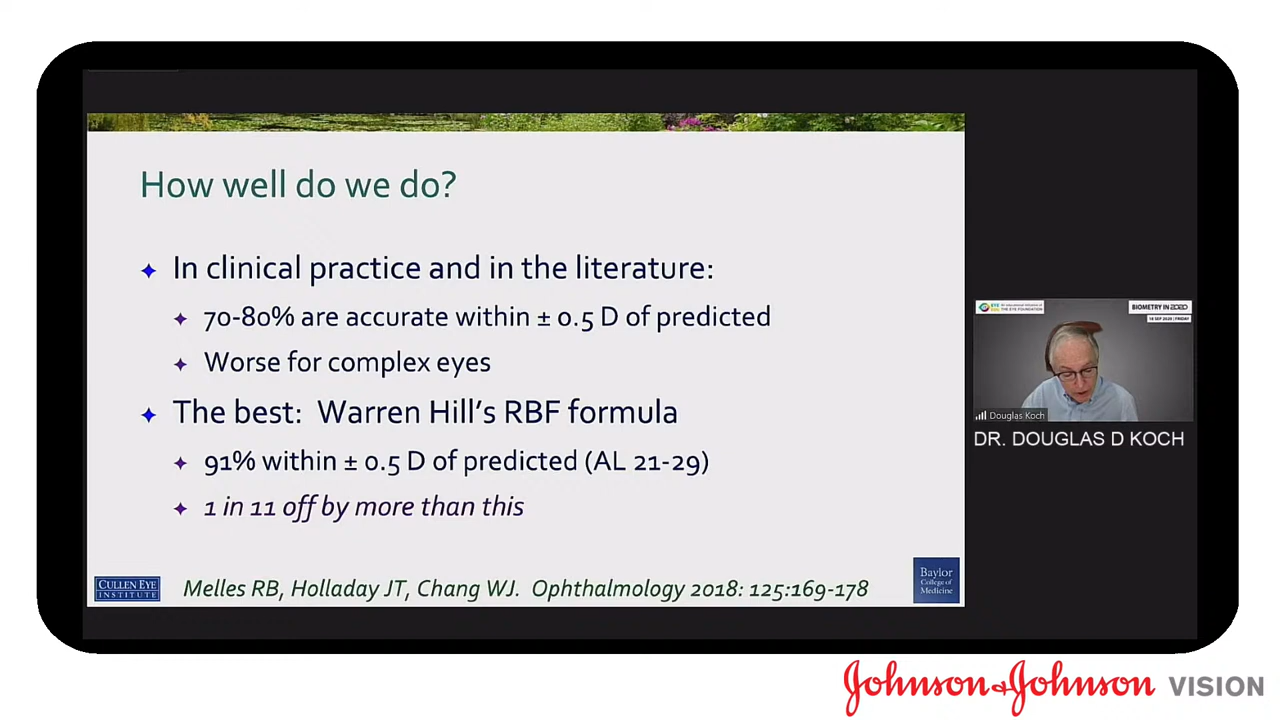 How well do we do?
In clinical practice and in the literature:
70-80% are accurate within ± 0.5 D of predicted
Worse for complex eyes
The best: Warren Hill's RBF formula
91% within ± 0.5 D of predicted (AL 21-29)
1 in 11 off by more than this
CULLEN EYE
INSTITUTE
Melles RB, Holladay JT, Chang WJ. Ophthalmology 2018: 125:169-178
Baylor
College of
Medicine
BIOMETRY IN 2020
18 SEP 2020 | FRIDAY
Douglas Koch
DR. DOUGLAS D KOCH
Johnson & Johnson VISION